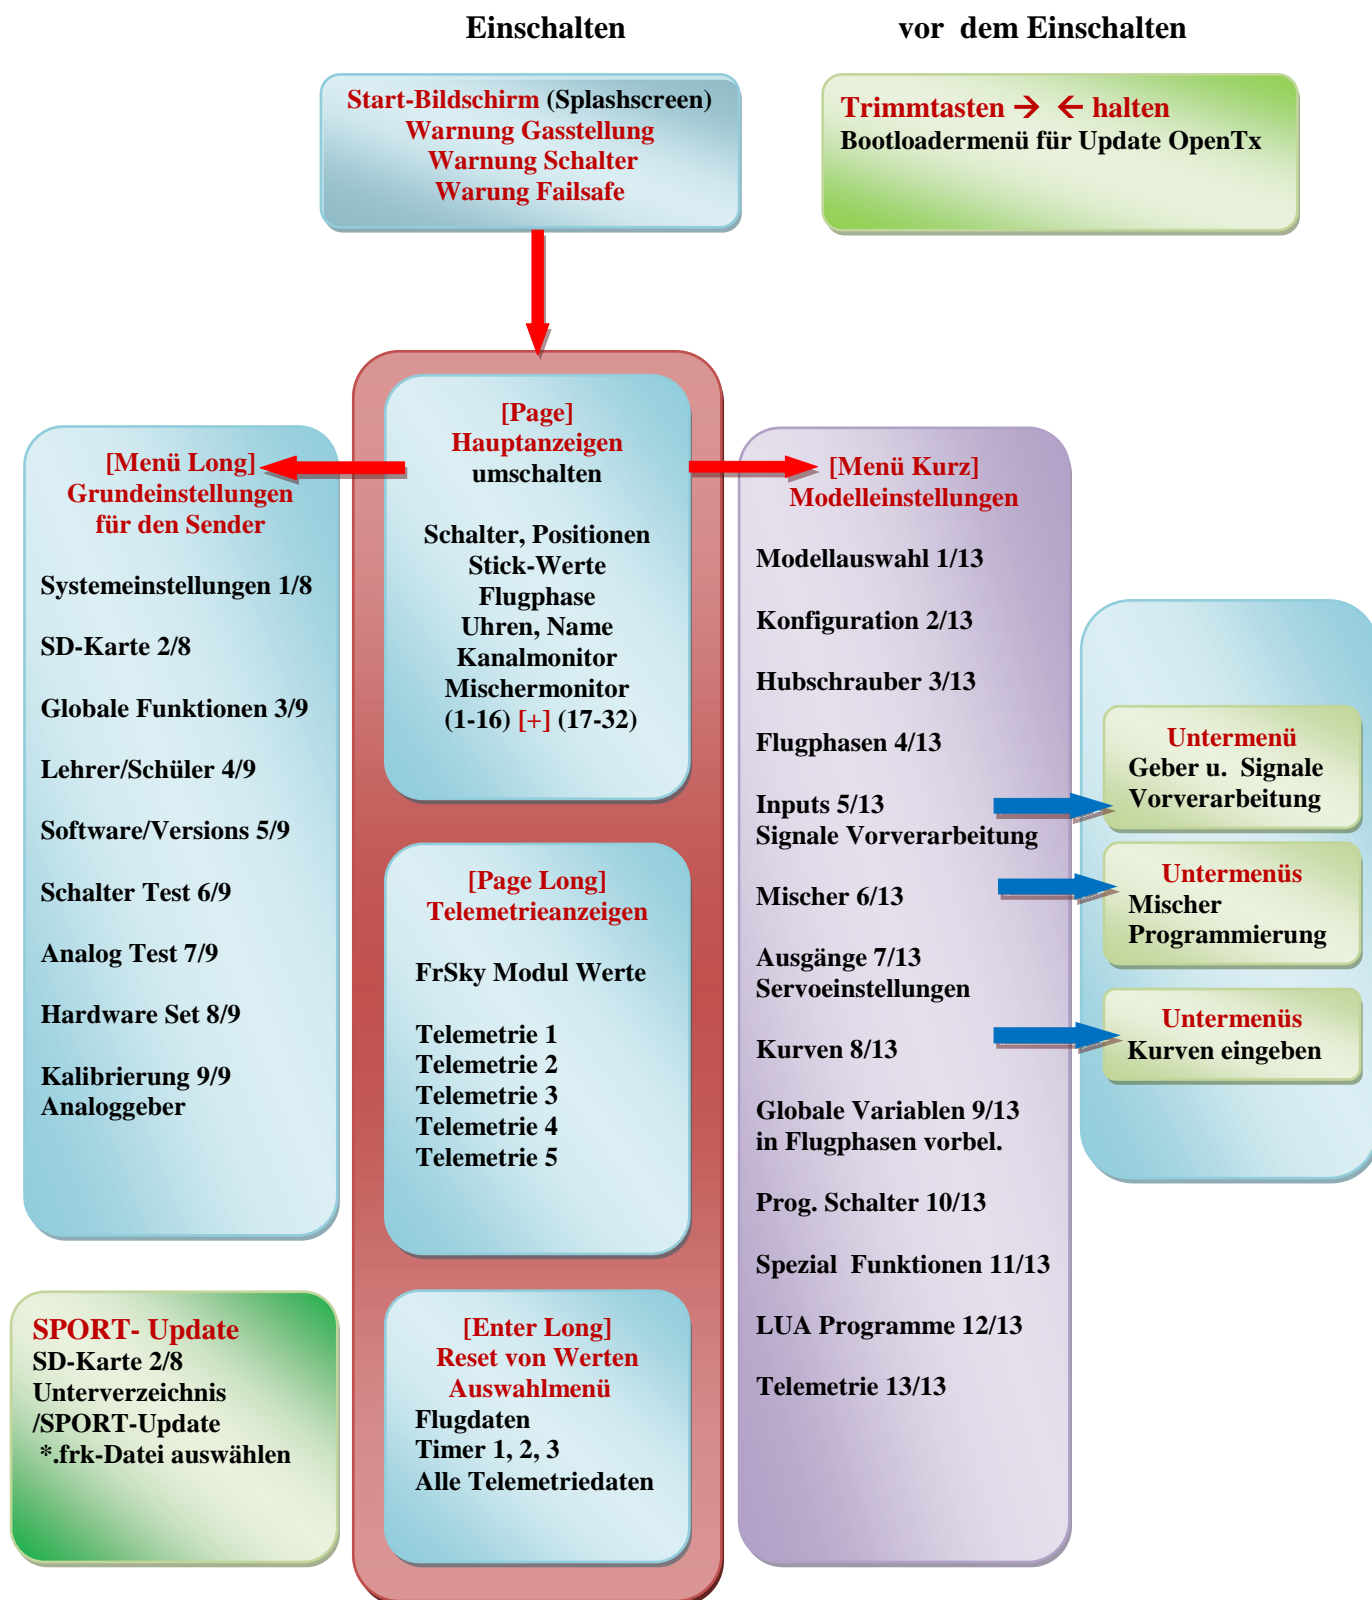 Einschalten
vor dem Einschalten
Start-Bildschirm (Splashscreen)
Warnung Gasstellung
Warnung Schalter
Warung Failsafe
Trimmtasten → ← halten
Bootloadermenü für Update OpenTx
[Menü Long]
Grundeinstellungen
für den Sender
Systemeinstellungen 1/8
SD-Karte 2/8
Globale Funktionen 3/9
Lehrer/Schüler 4/9
Software/Versions 5/9
Schalter Test 6/9
Analog Test 7/9
Hardware Set 8/9
Kalibrierung 9/9
Analoggeber
SPORT- Update
SD-Karte 2/8
Unterverzeichnis
/SPORT-Update
*.frk-Datei auswählen
[Page]
Hauptanzeigen
umschalten
Schalter, Positionen
Stick-Werte
Flugphase
Uhren, Name
Kanalmonitor
Mischermonitor
(1-16) [+] (17-32)
[Page Long]
Telemetrieanzeigen
FrSky Modul Werte
Telemetrie 1
Telemetrie 2
Telemetrie 3
Telemetrie 4
Telemetrie 5
[Enter Long]
Reset von Werten
Auswahlmenü
Flugdaten
Timer 1, 2, 3
Alle Telemetriedaten
[Menü Kurz]
Modelleinstellungen
Modellauswahl 1/13
Konfiguration 2/13
Hubschrauber 3/13
Flugphasen 4/13
Inputs 5/13
Signale Vorverarbeitung
Mischer 6/13
Ausgänge 7/13
Servoeinstellungen
Kurven 8/13
Globale Variablen 9/13
in Flugphasen vorbel.
Prog. Schalter 10/13
Spezial Funktionen 11/13
LUA Programme 12/13
Telemetrie 13/13
Untermenü
Geber u. Signale
Vorverarbeitung
Untermenüs
Mischer
Programmierung
Untermenüs
Kurven eingeben